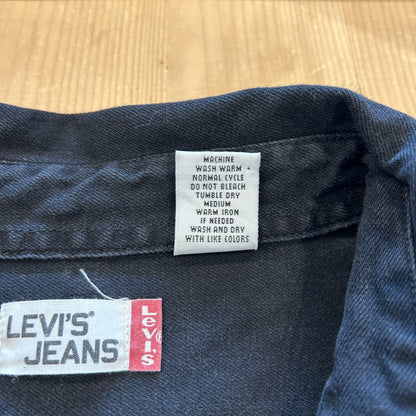 MACHINE
WASH WARM
NORMAL CYCLE
DO NOT BLEACH
TUMBLE DRY
MEDIUM
WARM IRON
IF NEEDED
WASH AND DRY
WITH LIKE COLORS
LEVI'S®
JEANS
Levi's